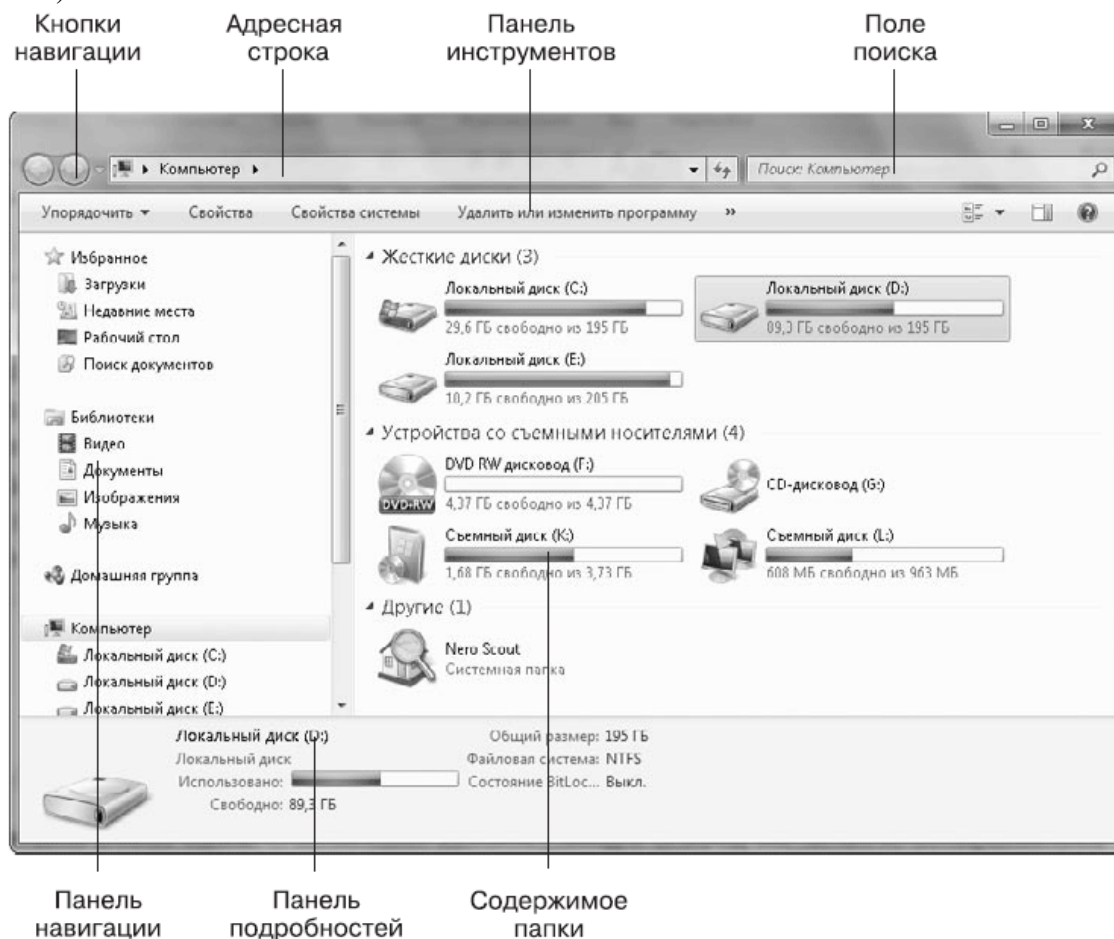 Кнопки
навигации
Адресная
строка
Панель
инструментов
Поле
поиска
Компьютер
Поиск: Компьютер
Упорядочить Свойства Свойства системы Удалить или изменить программу »
Избранное
Загрузки
Недавние места
Рабочий стол
Поиск документов
Библиотеки
Видео
Документы
Изображения
Музыка
Домашняя группа
Компьютер
Локальный диск (C:)
Локальный диск (D:)
Локальный диск (E:)
Жесткие диски (3)
Локальный диск (C:)
29,6 ГБ свободно из 195 ГБ
Локальный диск (D:)
89,3 ГБ свободно из 195 ГБ
Локальный диск (E:)
10,2 ГБ свободно из 205 ГБ
Устройства со съемными носителями (4)
DVD RW дисковод (F:)
4,37 ГБ свободно из 4,37 ГБ
DVD+RW
CD-дисковод (G:)
Съемный диск (K:)
1,68 ГБ свободно из 3,73 ГБ
Съемный диск (L:)
608 МБ свободно из 963 МБ
Другие (1)
Nero Scout
Системная папка
Локальный диск (D:)
Локальный диск
Использовано:
Свободно: 89,3 ГБ
Общий размер: 195 ГБ
Файловая система: NTFS
Состояние BitLoc... Выкл.
Панель
навигации
Панель
подробностей
Содержимое
папки